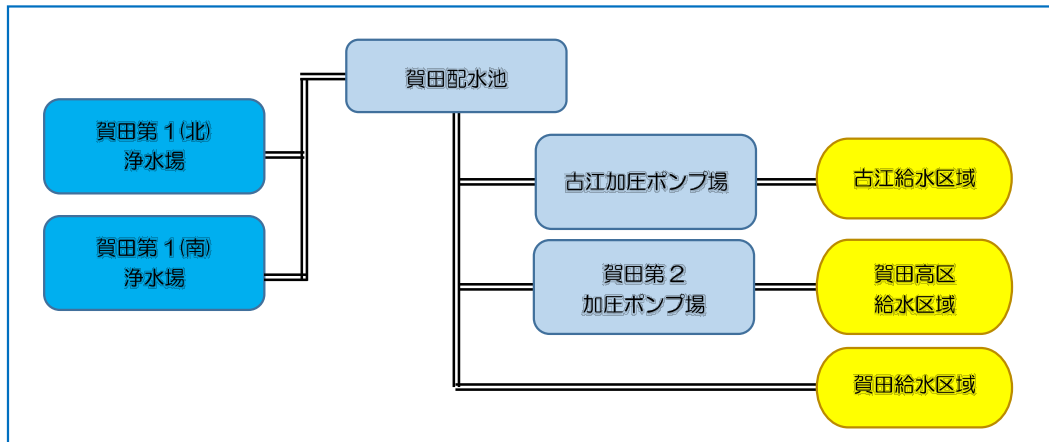 賀田配水池
賀田第1(北)
浄水場
賀田第1(南)
浄水場
古江加圧ポンプ場
古江給水区域
賀田第2
加圧ポンプ場
賀田高区
給水区域
賀田給水区域